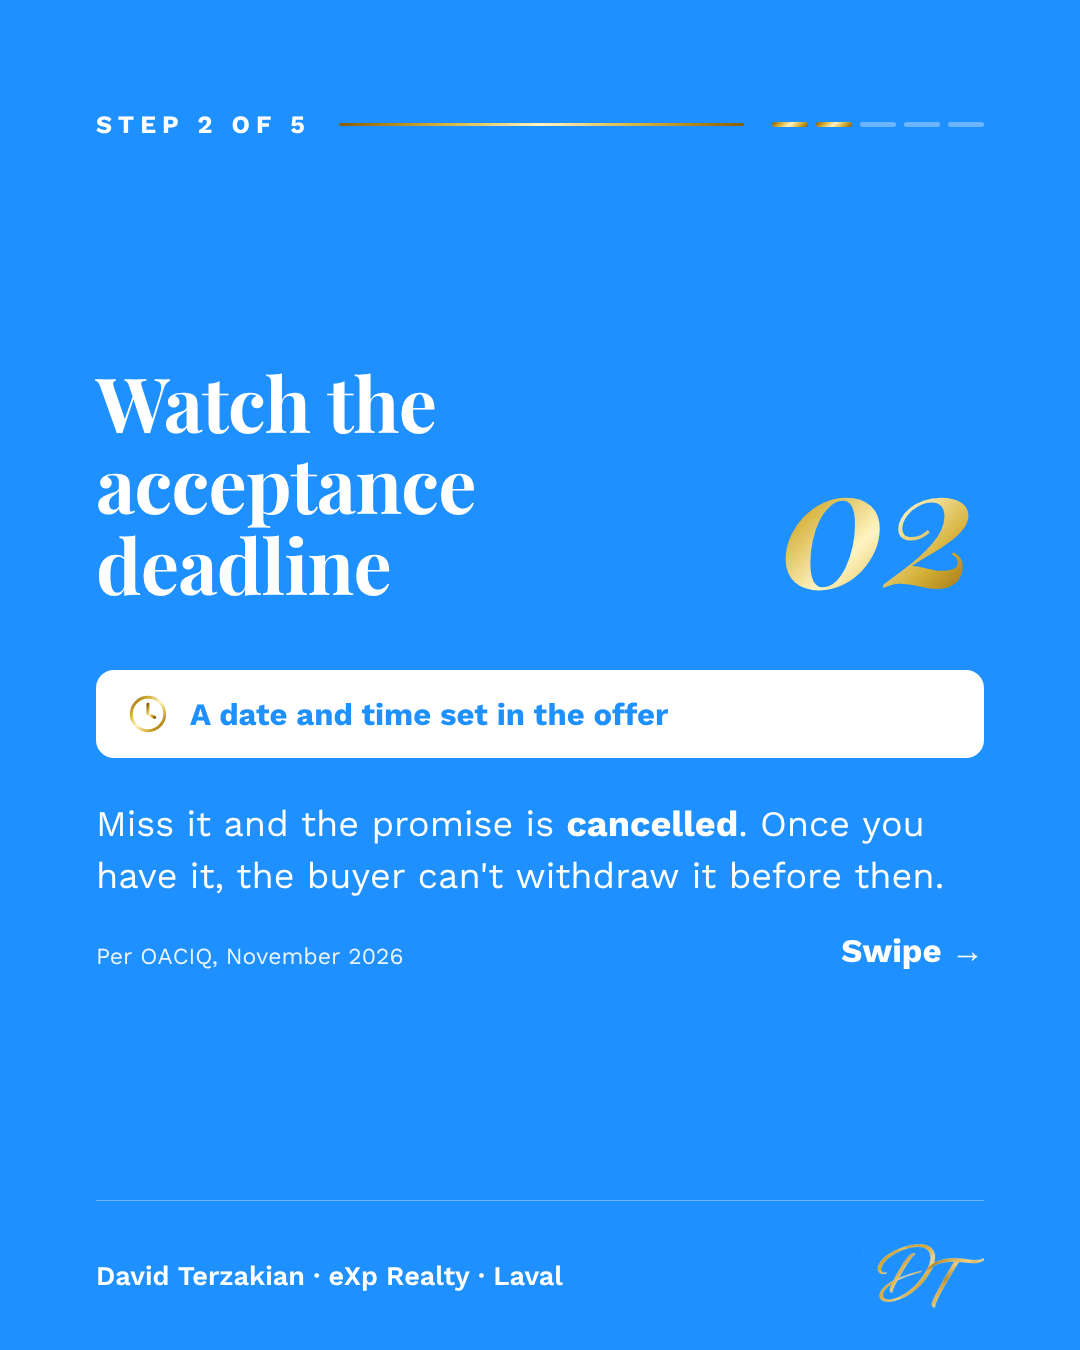 STEP 2 OF 5
Watch the
acceptance
deadline
02
A date and time set in the offer
Miss it and the promise is cancelled. Once you
have it, the buyer can't withdraw it before then.
Per OACIQ, November 2026
Swipe →
David Terzakian · eXp Realty · Laval
DT